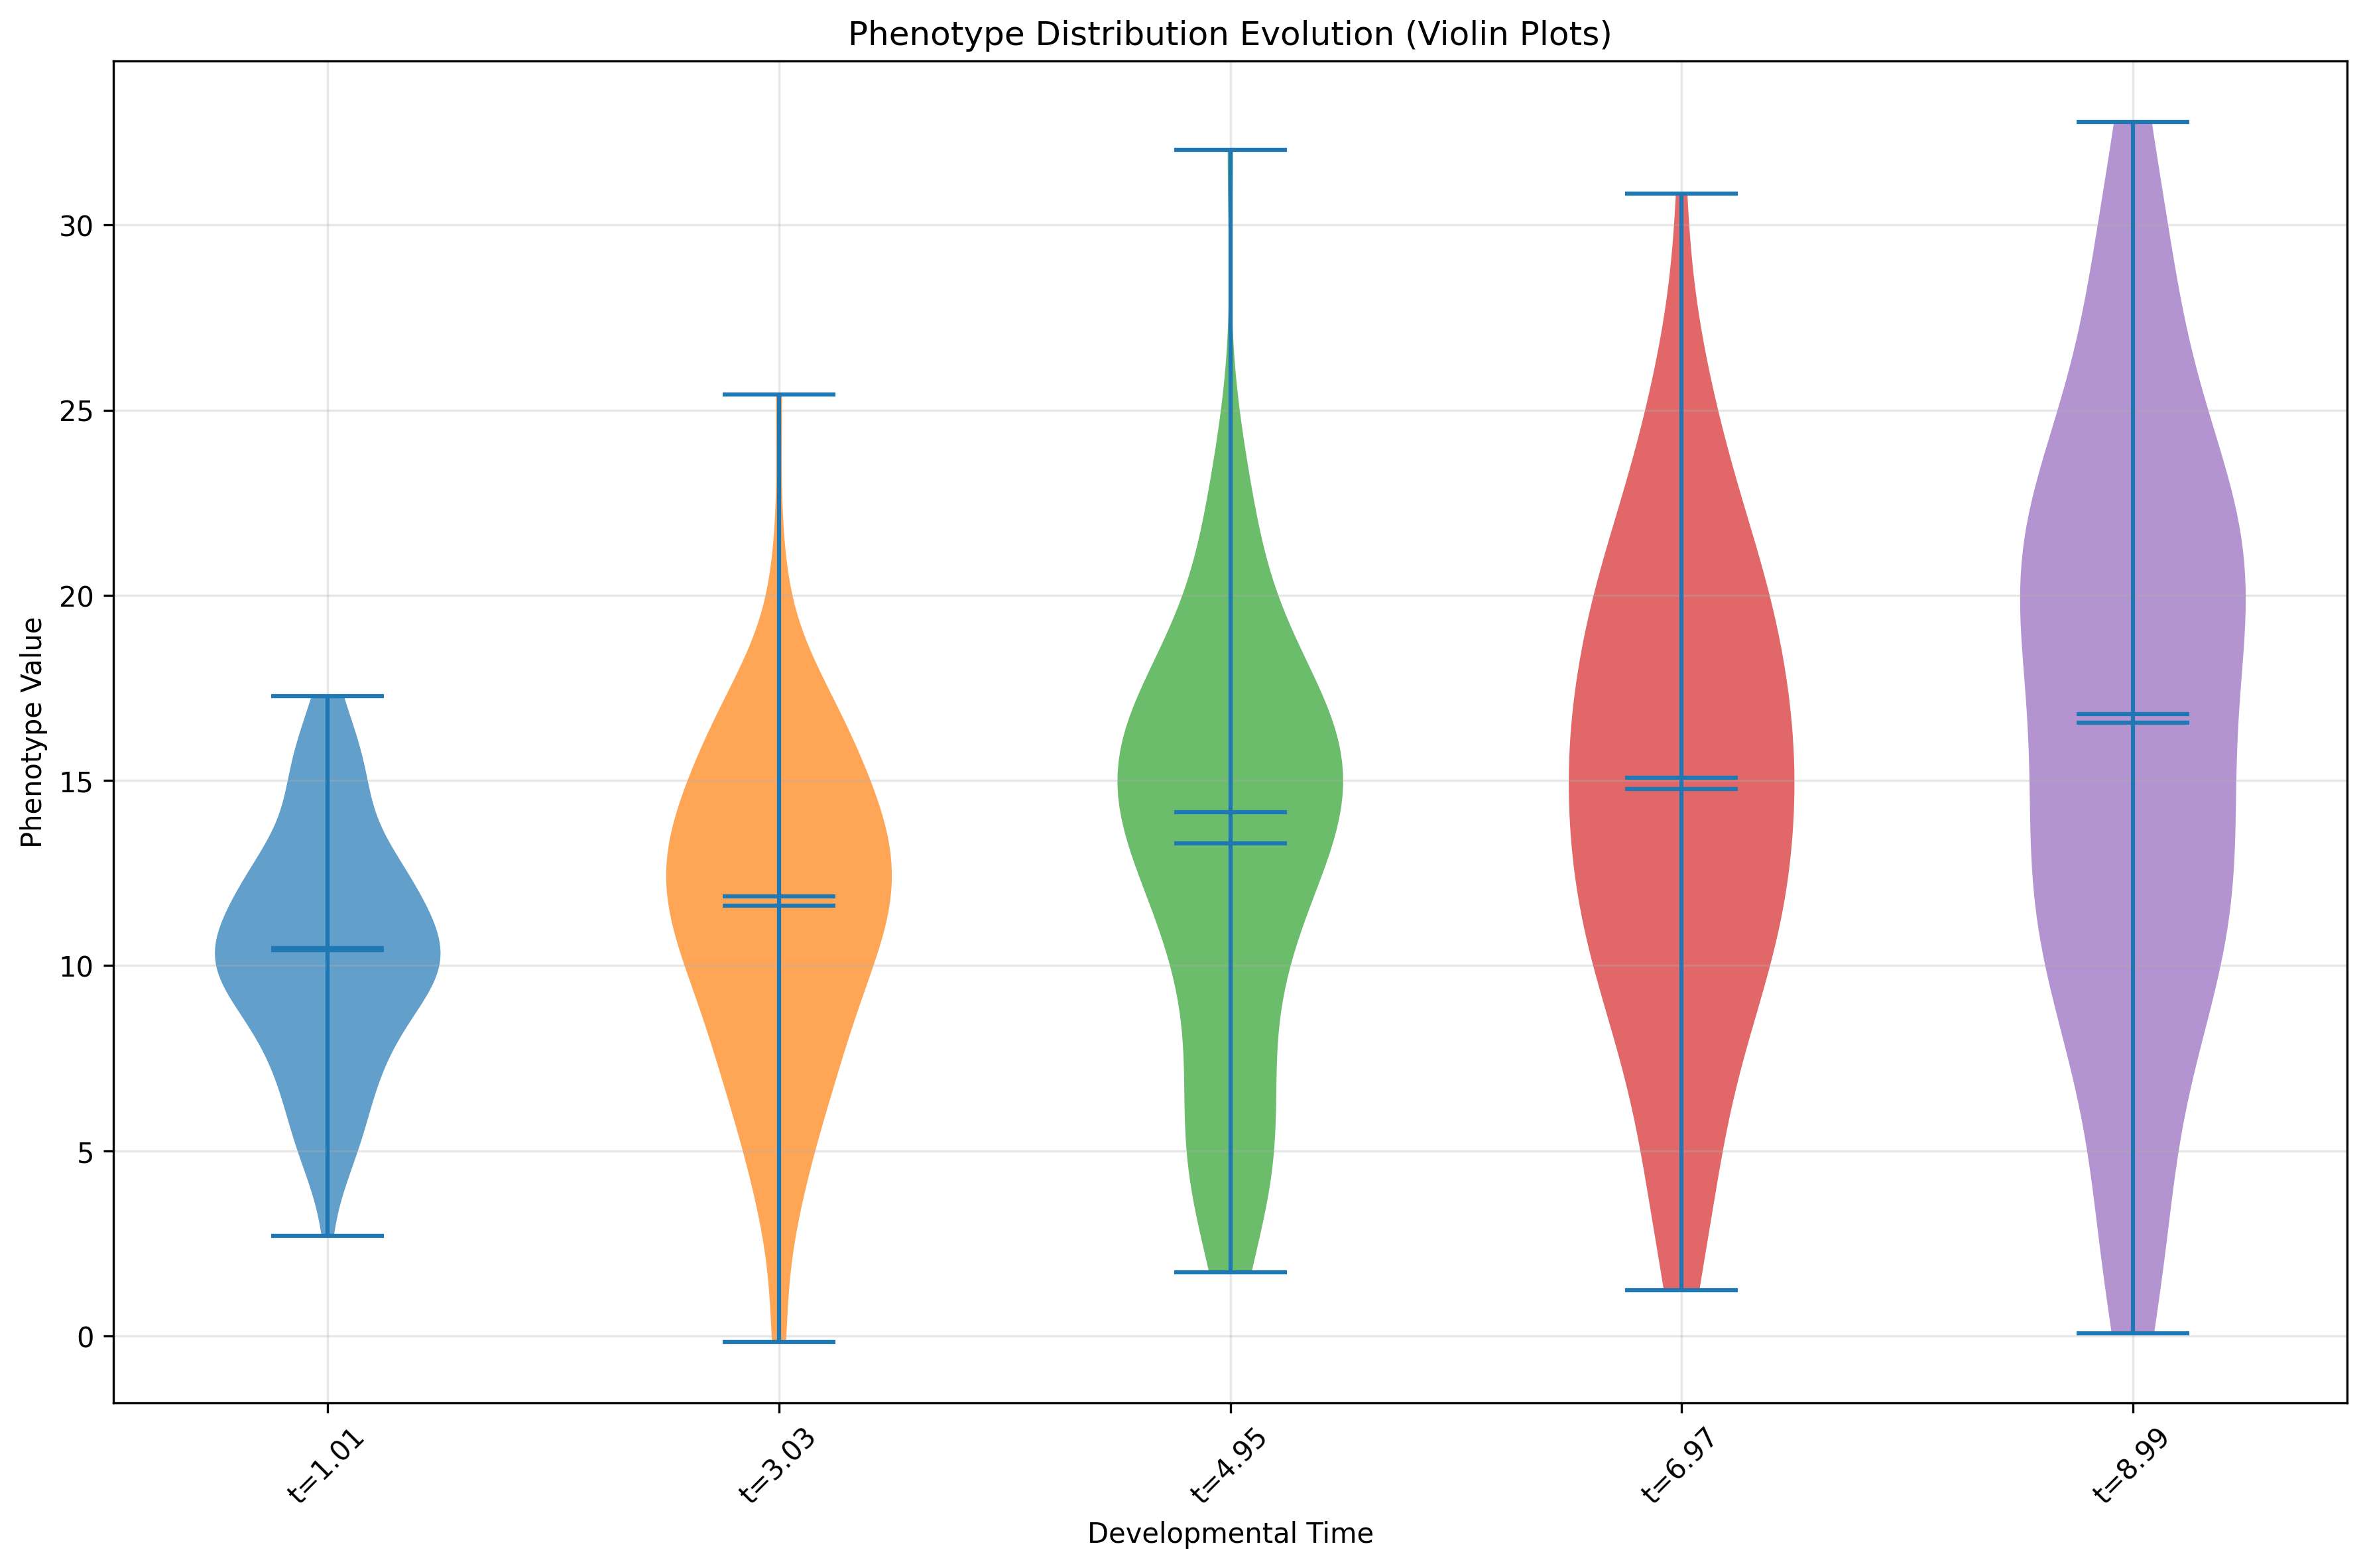 Phenotype Distribution Evolution (Violin Plots)
Phenotype Value
30
25
20
15
10
5
0
t=1.01
t=3.03
t=4.95
t=6.97
t=8.99
Developmental Time